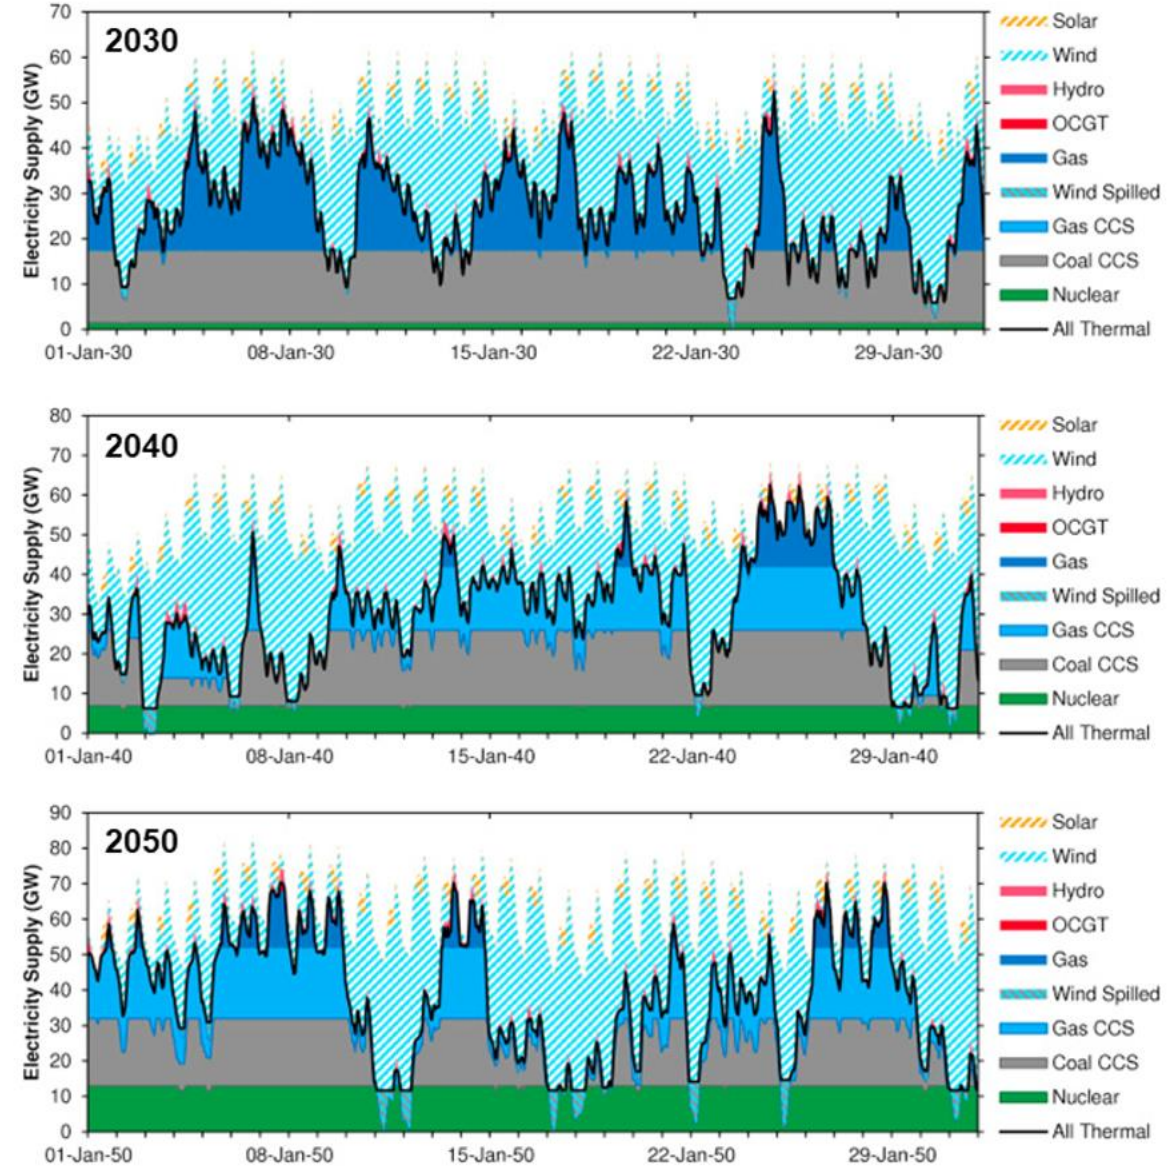 2030
Electricity Supply (GW)
70
60
50
40
30
20
10
0
01-Jan-30 08-Jan-30 15-Jan-30 22-Jan-30 29-Jan-30
Solar
Wind
Hydro
OCGT
Gas
Wind Spilled
Gas CCS
Coal CCS
Nuclear
All Thermal
2040
Electricity Supply (GW)
80
70
60
50
40
30
20
10
0
01-Jan-40 08-Jan-40 15-Jan-40 22-Jan-40 29-Jan-40
Solar
Wind
Hydro
OCGT
Gas
Wind Spilled
Gas CCS
Coal CCS
Nuclear
All Thermal
2050
Electricity Supply (GW)
90
80
70
60
50
40
30
20
10
0
01-Jan-50 08-Jan-50 15-Jan-50 22-Jan-50 29-Jan-50
Solar
Wind
Hydro
OCGT
Gas
Wind Spilled
Gas CCS
Coal CCS
Nuclear
All Thermal